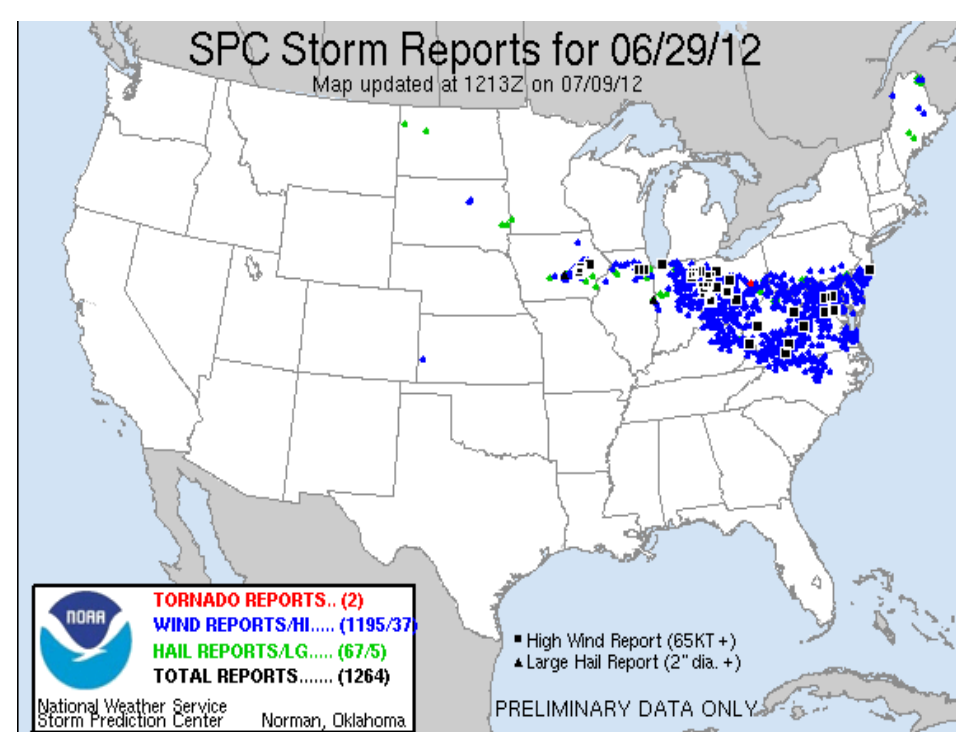 SPC Storm Reports for 06/29/12
Map updated at 1213Z on 07/09/12
NOAA
TORNADO REPORTS.. (2)
WIND REPORTS/HI..... (1195/37)
HAIL REPORTS/LG..... (67/5)
TOTAL REPORTS....... (1264)
National Weather Service
Storm Prediction Center Norman, Oklahoma
High Wind Report (65KT +)
Large Hail Report (2" dia. +)
PRELIMINARY DATA ONLY